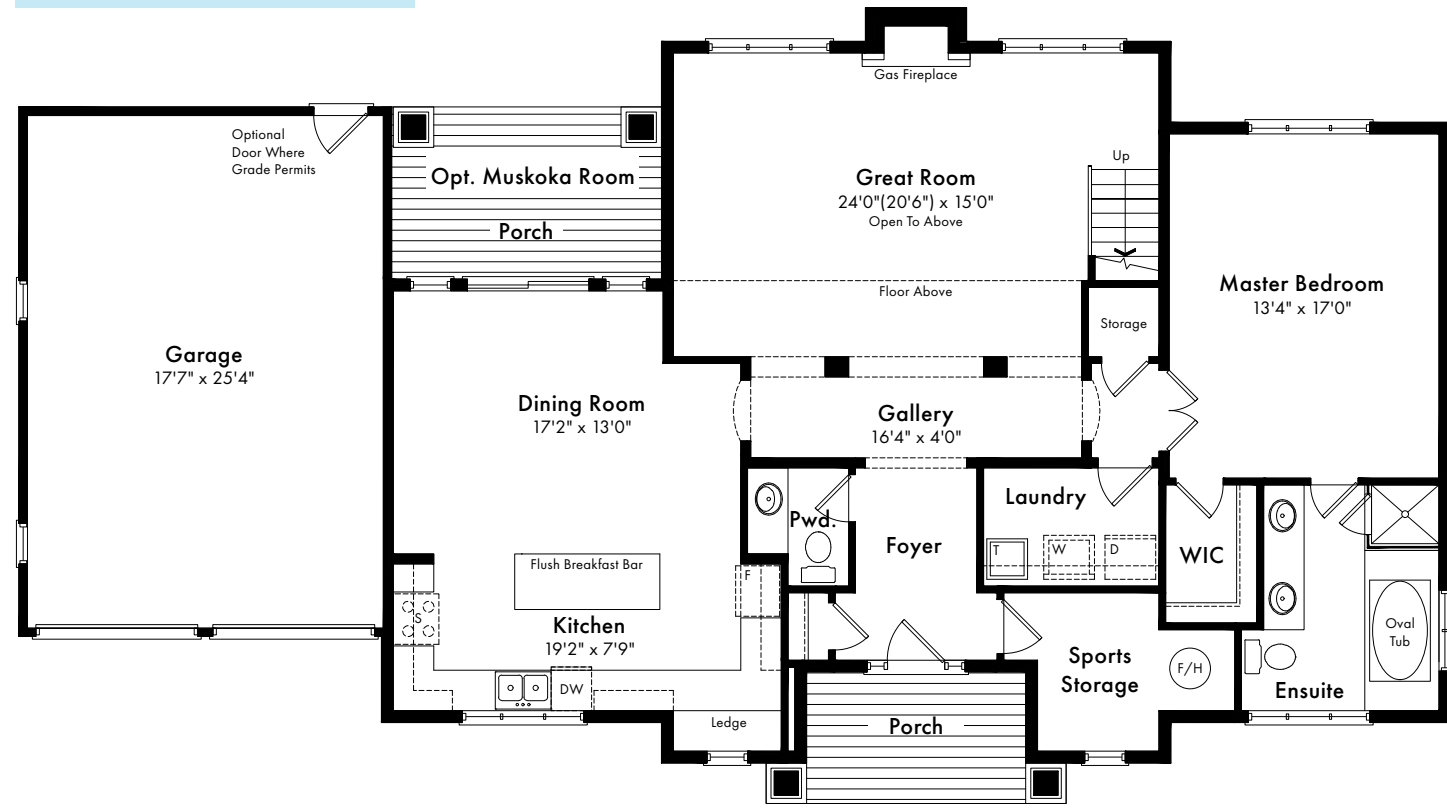 Gas Fireplace
Optional
Door Where
Grade Permits
Opt. Muskoka Room
Porch
Great Room
24'0"(20'6") x 15'0"
Open To Above
Up
Floor Above
Storage
Master Bedroom
13'4" x 17'0"
Garage
17'7" x 25'4"
Dining Room
17'2" x 13'0"
Gallery
16'4" x 4'0"
Pwd.
Foyer
Laundry
T
W
D
WIC
Flush Breakfast Bar
F
S
Kitchen
19'2" x 7'9"
DW
Ledge
Porch
Sports
Storage
F/H
Ensuite
Oval
Tub